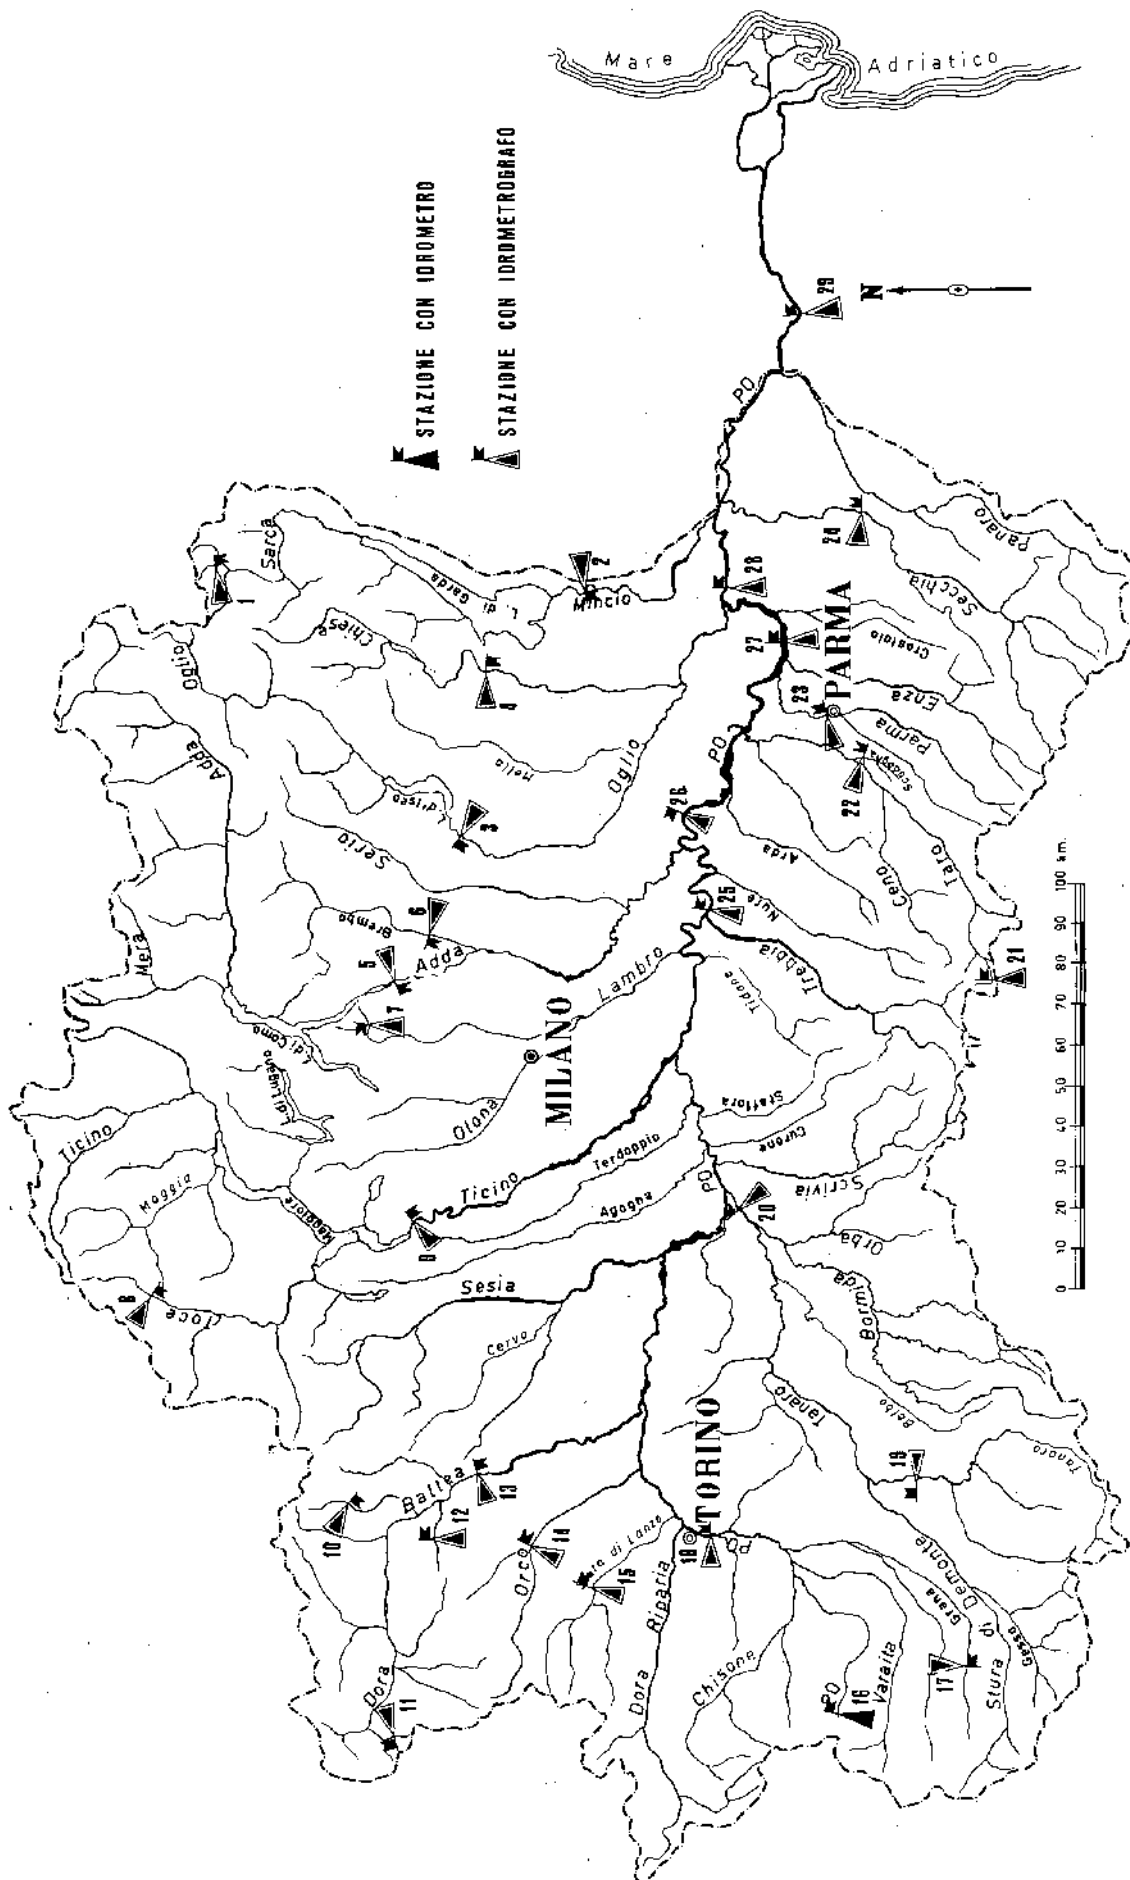 Mare
Adriatico
STAZIONE CON IDROMETRO
STAZIONE CON IDROMETROGRAFO
N
29
PO
Sarca
1
L. di Garda
2
Mincio
Chiese
4
Oglio
Mella
Oglio
Adda
L. d'Iseo
3
Serio
Brembo
6
5
Adda
7
Mera
L. di Como
L. di Lugano
Lambro
MILANO
Olona
Ticino
Maggia
Maggiore
Ticino
Terdoppio
Agogna
Toce
Sesia
Cervo
10
Baltea
12
13
Dora
11
Orco
14
15
Dora
Riparia
TORINO
18
PO
Chisone
PO
16
Varaita
17
Grana
Stura
di
Demonte
Gesso
19
Tanaro
Tanaro
Belbo
Bormida
Orba
Scrivia
PO
20
Curone
Staffora
Tidone
Trebbia
25
Nure
Arda
26
PO
Ceno
Taro
21
22
23
PARMA
Parma
Enza
Crostolo
27
28
24
Secchia
Panaro
0 10 20 30 40 50 60 70 80 90 100 km.